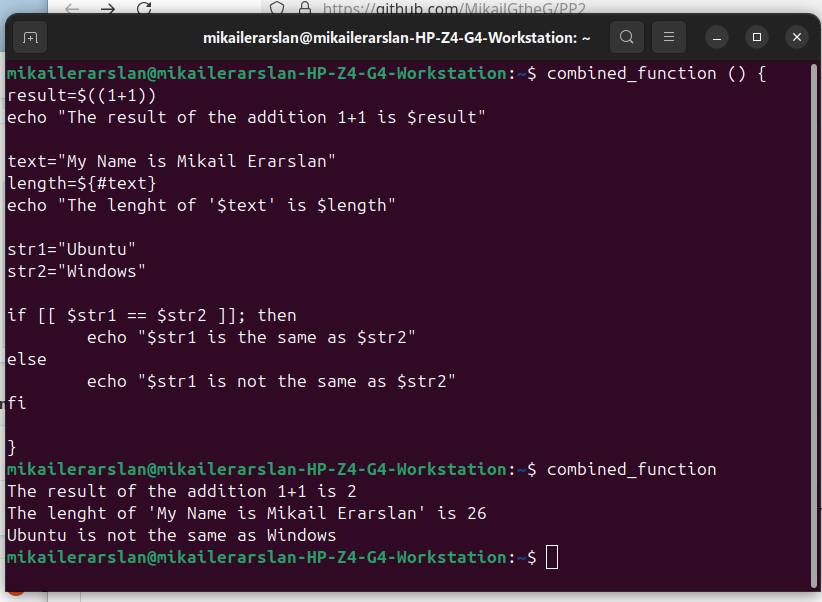 https://github.com/MikailGtheG/PP2
mikailerarslan@mikailerarslan-HP-Z4-G4-Workstation: ~
mikailerarslan@mikailerarslan-HP-Z4-G4-Workstation:~$ combined_function () {
result=$((1+1))
echo "The result of the addition 1+1 is $result"
text="My Name is Mikail Erarslan"
length=${#text}
echo "The lenght of '$text' is $length"
str1="Ubuntu"
str2="Windows"
if [[ $str1 == $str2 ]]; then
echo "$str1 is the same as $str2"
else
echo "$str1 is not the same as $str2"
fi
}
mikailerarslan@mikailerarslan-HP-Z4-G4-Workstation:~$ combined_function
The result of the addition 1+1 is 2
The lenght of 'My Name is Mikail Erarslan' is 26
Ubuntu is not the same as Windows
mikailerarslan@mikailerarslan-HP-Z4-G4-Workstation:~$